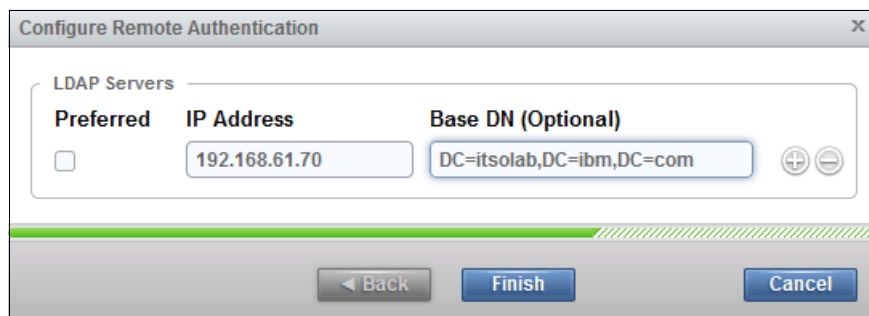 Configure Remote Authentication x
LDAP Servers
Preferred IP Address Base DN (Optional)
192.168.61.70 DC=itsolab,DC=ibm,DC=com
Back Finish Cancel